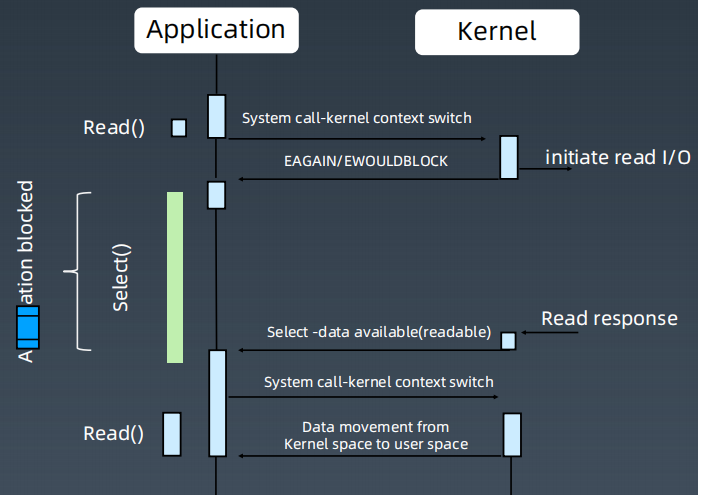 Application
Kernel
System call-kernel context switch
Read()
EAGAIN/EWOULDBLOCK
initiate read I/O
Select()
Read response
Select -data available(readable)
System call-kernel context switch
Read()
Data movement from
Kernel space to user space
blocked